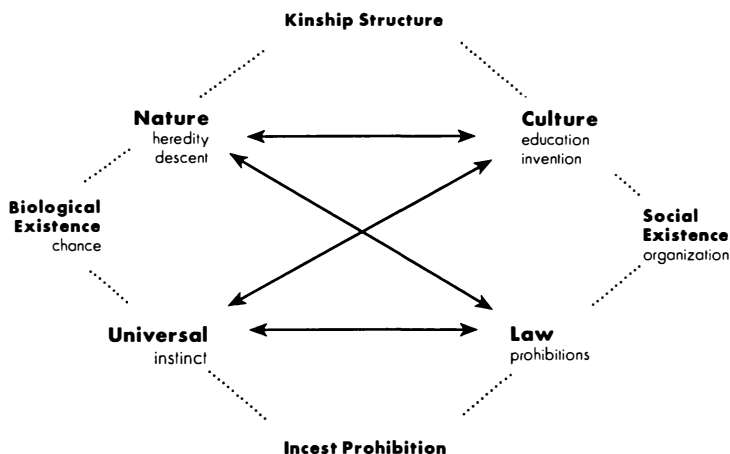 Kinship Structure
Nature
heredity
descent
Culture
education
invention
Biological
Existence
chance
Social
Existence
organization
Universal
instinct
Law
prohibitions
Incest Prohibition